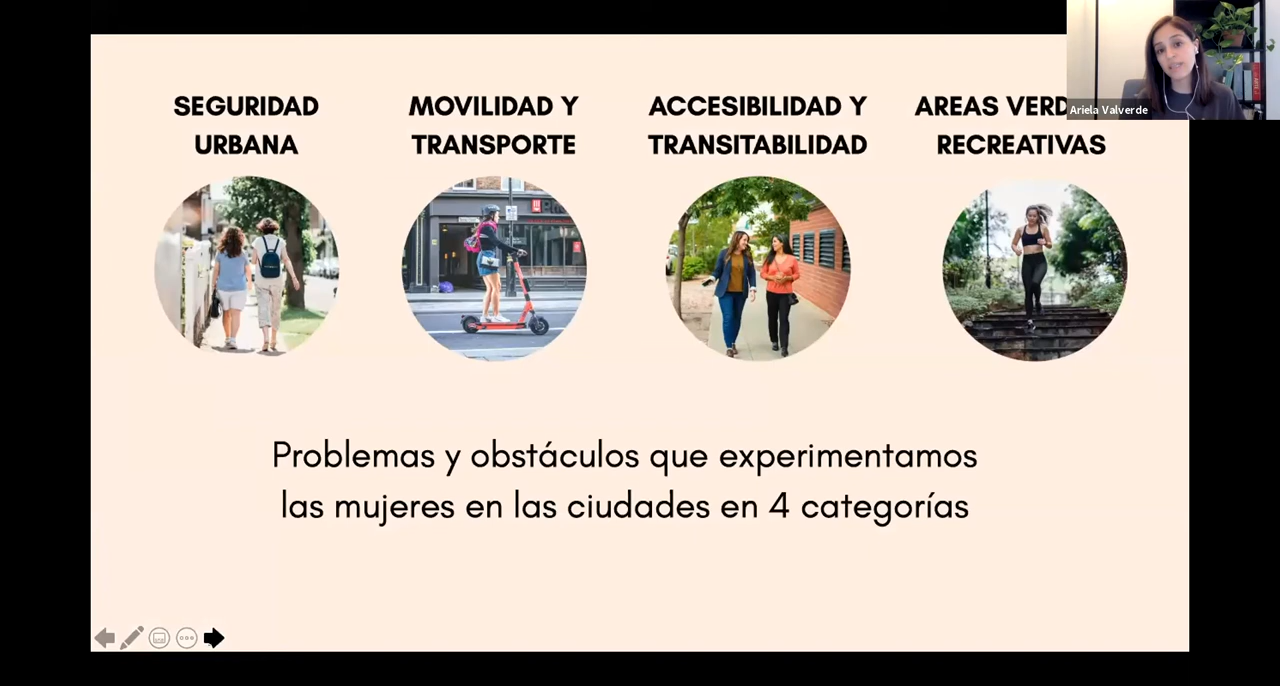 SEGURIDAD
URBANA
MOVILIDAD Y
TRANSPORTE
ACCESIBILIDAD Y
TRANSITABILIDAD
AREAS
RECREATIVAS
Ariela Valverde
Problemas y obstáculos que experimentamos
las mujeres en las ciudades en 4 categorías